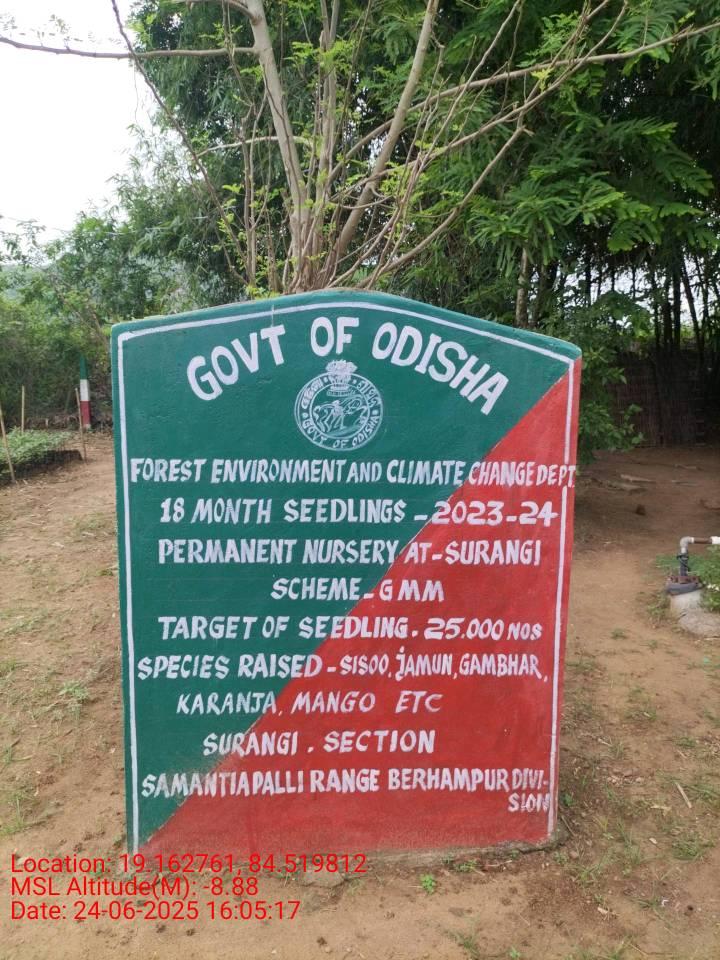 GOVT OF ODISHA
GOVT OF ODISHA
FOREST ENVIRONMENT AND CLIMATE CHANGE DEPT.
18 MONTH SEEDLINGS - 2023-24
PERMANENT NURSERY AT - SURANGI
SCHEME - GMM
TARGET OF SEEDLING. 25.000 NOS
SPECIES RAISED - SISOO, JAMUN, GAMBHAR,
KARANJA, MANGO ETC
SURANGI . SECTION
SAMANTIAPALLI RANGE BERHAMPUR DIVI-
SION
Location: 19.162761, 84.519812
MSL Altitude(M): -8.88
Date: 24-06-2025 16:05:17